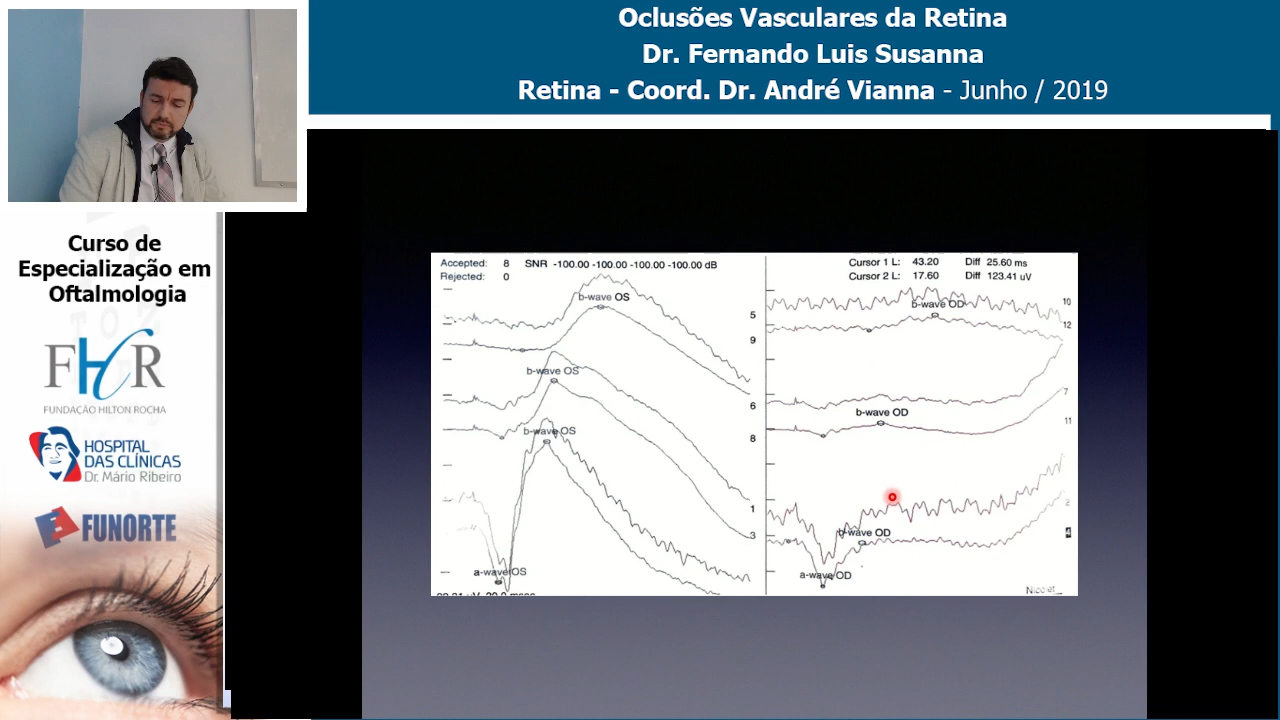 Oclusões Vasculares da Retina
Dr. Fernando Luis Susanna
Retina - Coord. Dr. André Vianna - Junho / 2019
Curso de
Especialização em
Oftalmologia
FHR
FUNDAÇÃO HILTON ROCHA
HOSPITAL
DAS CLÍNICAS
Dr. Mário Ribeiro
FUNORTE
Accepted: 8 SNR -100.00 -100.00 -100.00 -100.00 dB
Rejected: 0
b-wave OS
5
9
b-wave OS
6
8
b-wave OS
1
3
a-wave OS
Cursor 1 L: 43.20 Diff 25.60 ms
Cursor 2 L: 17.60 Diff 123.41 uV
10
b-wave OD
12
7
b-wave OD
11
2
b-wave OD
4
a-wave OD
Nicolet